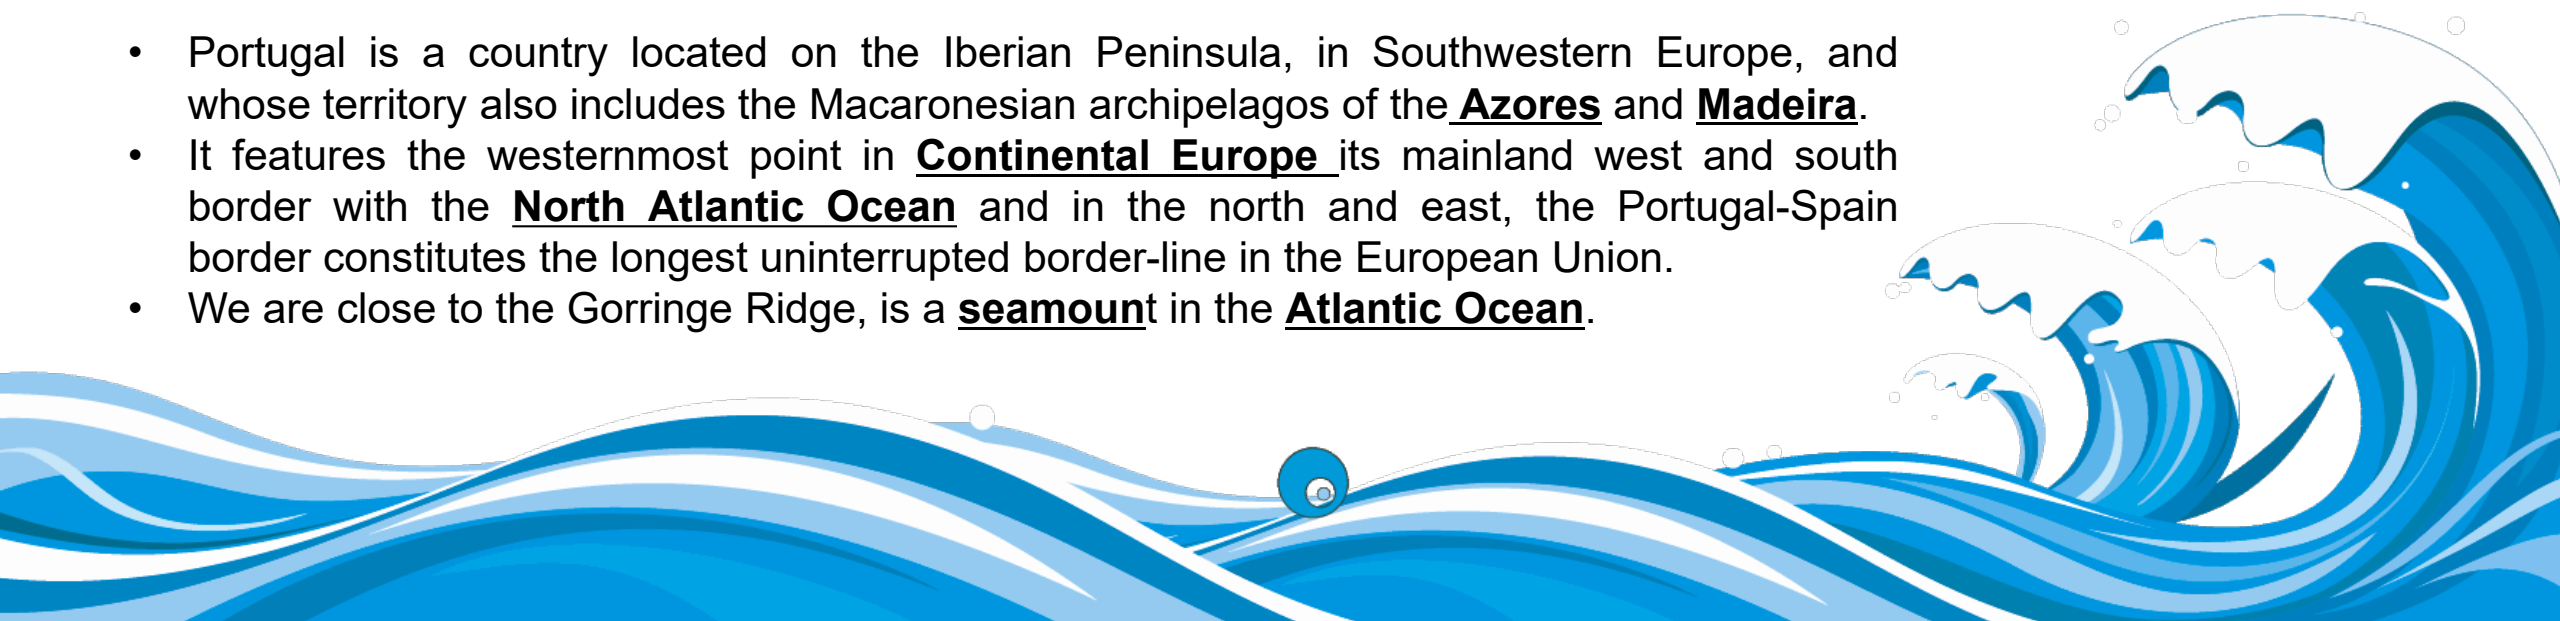 • Portugal is a country located on the Iberian Peninsula, in Southwestern Europe, and
whose territory also includes the Macaronesian archipelagos of the Azores and Madeira.
• It features the westernmost point in Continental Europe its mainland west and south
border with the North Atlantic Ocean and in the north and east, the Portugal-Spain
border constitutes the longest uninterrupted border-line in the European Union.
• We are close to the Gorringe Ridge, is a seamount in the Atlantic Ocean.